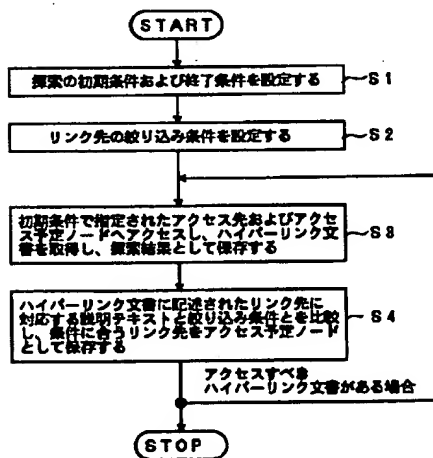 START
探索の初期条件および終了条件を設定する
S1
リンク先の絞り込み条件を設定する
S2
初期条件で指定されたアクセス先およびアクセ
ス予定ノードへアクセスし、ハイパーリンク文
書を取得し、探索結果として保存する
S3
ハイパーリンク文書に記述されたリンク先に
対応する説明テキストと絞り込み条件とを比較
し、条件に合うリンク先をアクセス予定ノード
として保存する
S4
アクセスすべき
ハイパーリンク文書がある場合
STOP